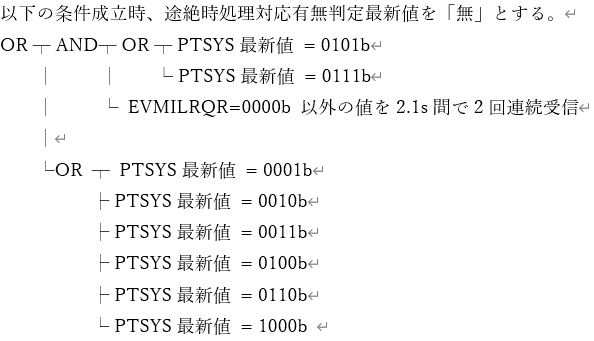 以下の条件成立時、途絶時処理対応有無判定最新値を「無」とする。↵
OR ┬ AND┬ OR ┬ PTSYS 最新値 = 0101b↵
│ │ └ PTSYS 最新値 = 0111b↵
│ └ EVMILRQR=0000b 以外の値を 2.1s 間で 2 回連続受信↵
│↵
└OR ┬ PTSYS 最新値 = 0001b↵
├ PTSYS 最新値 = 0010b↵
├ PTSYS 最新値 = 0011b↵
├ PTSYS 最新値 = 0100b↵
├ PTSYS 最新値 = 0110b↵
└ PTSYS 最新値 = 1000b ↵